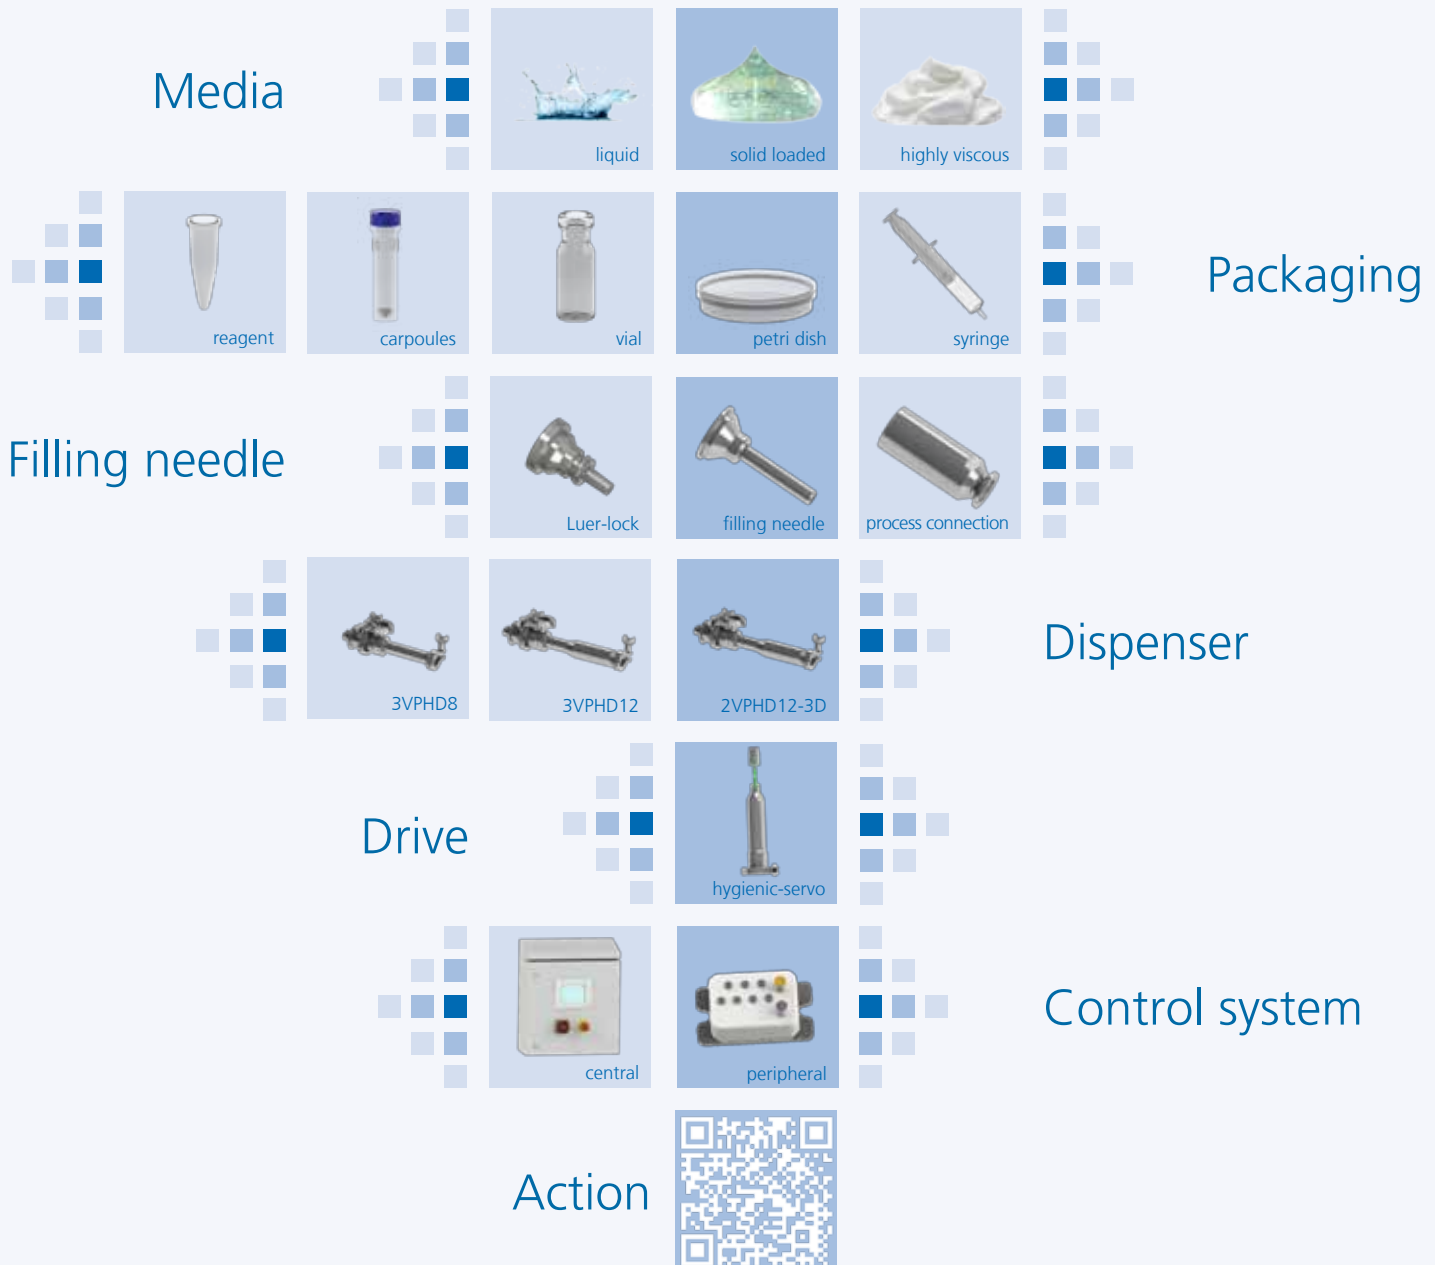 Media
liquid
solid loaded
highly viscous
reagent
carpoules
vial
petri dish
syringe
Packaging
Filling needle
Luer-lock
filling needle
process connection
3VPHD8
3VPHD12
2VPHD12-3D
Dispenser
Drive
hygienic-servo
central
peripheral
Control system
Action